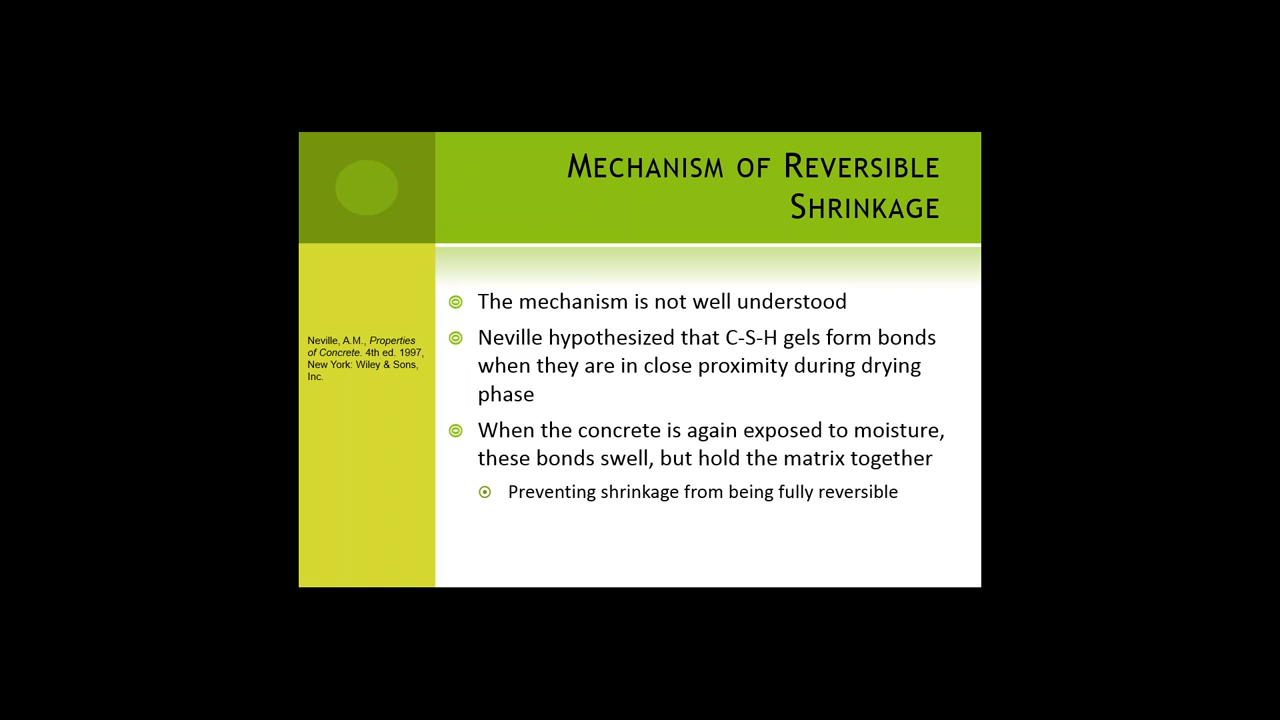 MECHANISM OF REVERSIBLE
SHRINKAGE
Neville, A.M., Properties
of Concrete. 4th ed. 1997,
New York: Wiley & Sons,
Inc.
The mechanism is not well understood
Neville hypothesized that C-S-H gels form bonds
when they are in close proximity during drying
phase
When the concrete is again exposed to moisture,
these bonds swell, but hold the matrix together
Preventing shrinkage from being fully reversible